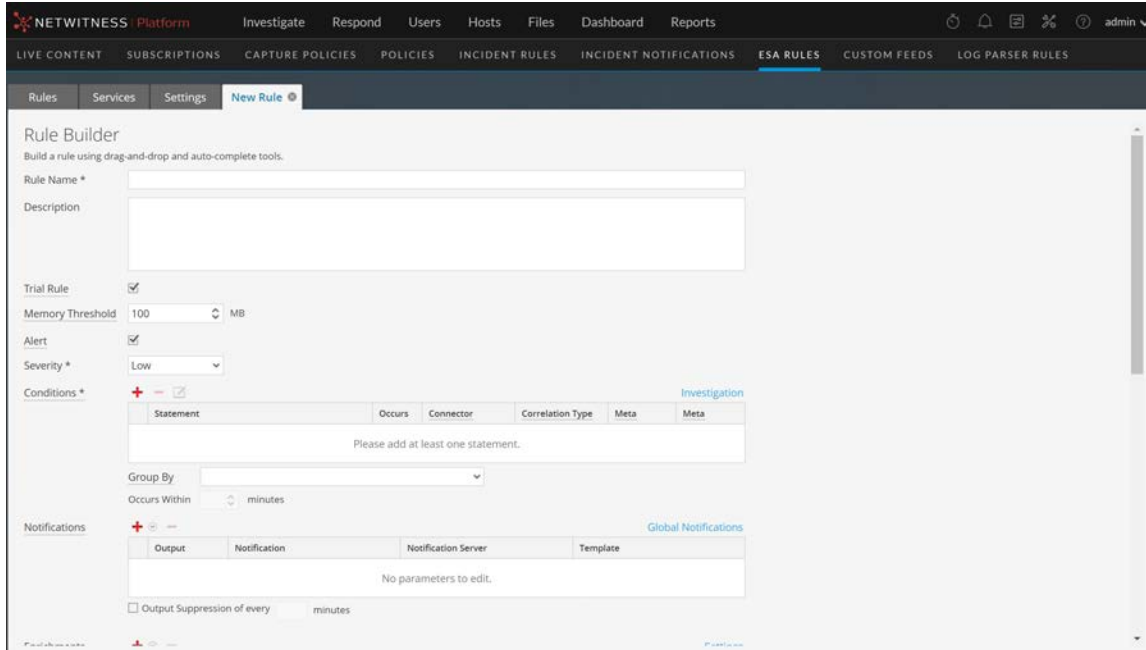 NETWITNESS Platform Investigate Respond Users Hosts Files Dashboard Reports admin
LIVE CONTENT SUBSCRIPTIONS CAPTURE POLICIES POLICIES INCIDENT RULES INCIDENT NOTIFICATIONS ESA RULES CUSTOM FEEDS LOG PARSER RULES
Rules Services Settings New Rule
Rule Builder
Build a rule using drag-and-drop and auto-complete tools.
Rule Name *
Description
Trial Rule
Memory Threshold 100 MB
Alert
Severity * Low
Conditions * Investigation
Statement Occurs Connector Correlation Type Meta Meta
Please add at least one statement.
Group By
Occurs Within minutes
Notifications Global Notifications
Output Notification Notification Server Template
No parameters to edit.
Output Suppression of every minutes
Enrichments Settings